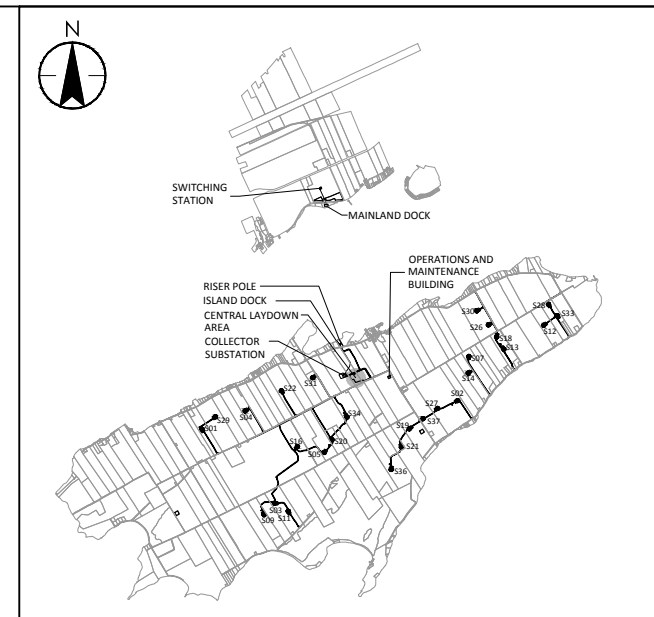 N
SWITCHING
STATION
MAINLAND DOCK
OPERATIONS AND
MAINTENANCE
BUILDING
RISER POLE
ISLAND DOCK
CENTRAL LAYDOWN
AREA
COLLECTOR
SUBSTATION
S28
S30
S33
S26
S12
S18
S13
S07
S31
S14
S22
S02
S27
S04
S34
S29
S37
S01
S19
S20
S16
S21
S05
S36
S03
S09
S11